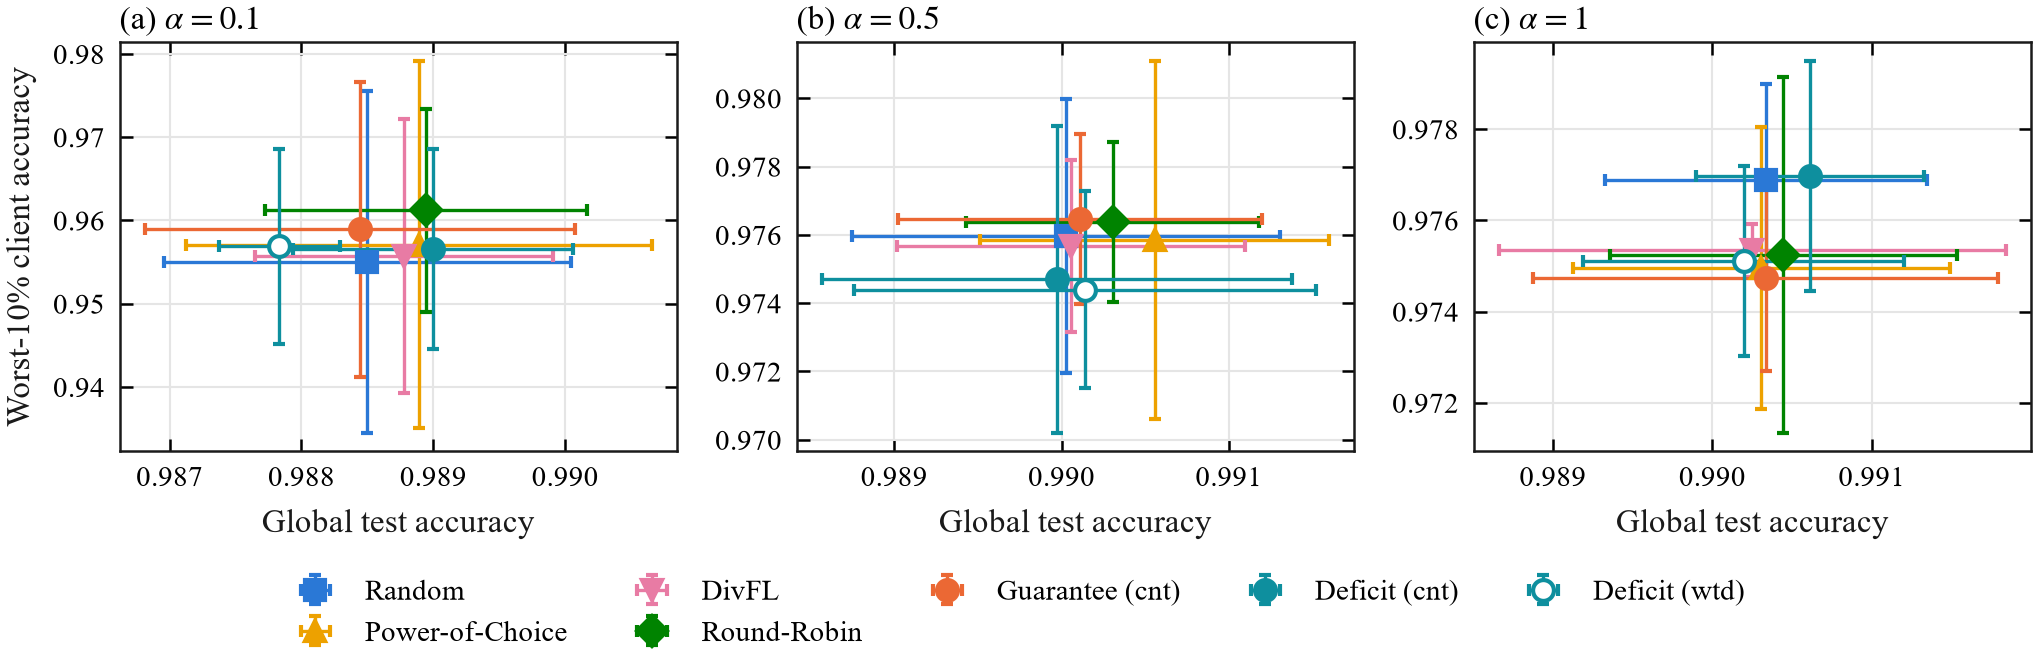 (a) α = 0.1
(b) α = 0.5
(c) α = 1
Worst-10% client accuracy
0.98
0.97
0.96
0.95
0.94
0.987 0.988 0.989 0.990
Global test accuracy
0.980
0.978
0.976
0.974
0.972
0.970
0.989 0.990 0.991
Global test accuracy
0.978
0.976
0.974
0.972
0.989 0.990 0.991
Global test accuracy
Random DivFL Guarantee (cnt) Deficit (cnt) Deficit (wtd)
Power-of-Choice Round-Robin